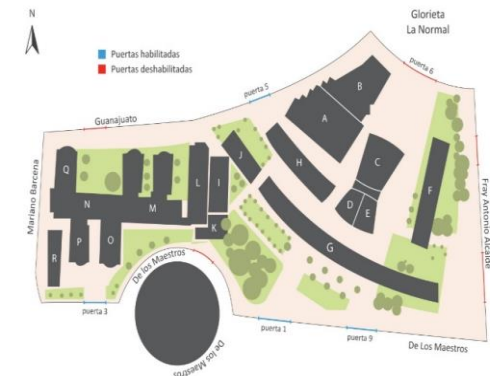 N
Glorieta
La Normal
Puertas habilitadas
Puertas deshabilitadas
puerta 5
puerta 6
Guanajuato
Mariano Barcena
Fray Antonio Alcalde
A
B
C
D
E
F
G
H
I
J
K
L
M
N
O
P
Q
R
De los Maestros
puerta 3
De los Maestros
puerta 1
puerta 9
De los Maestros